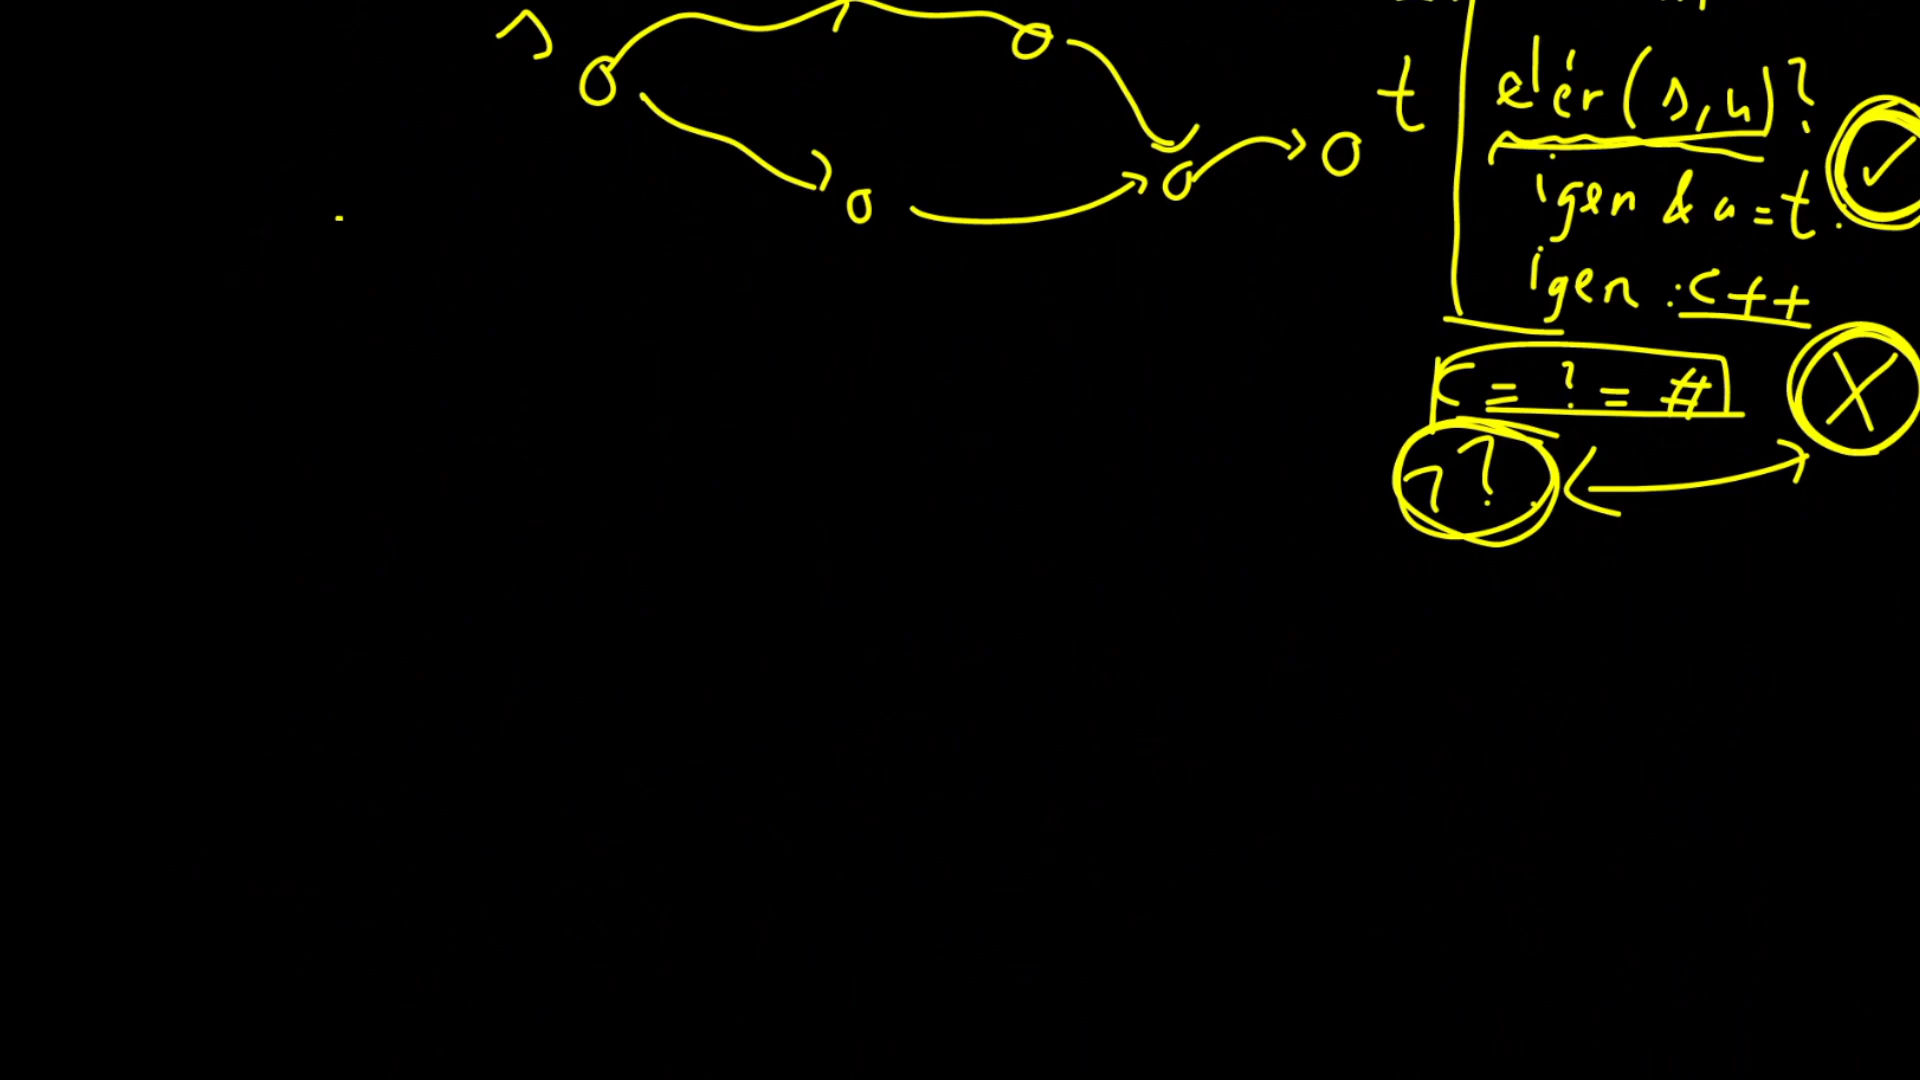 s
t
elér(s,u)?
igen & u=t.
igen : c++
c = ? = #
??